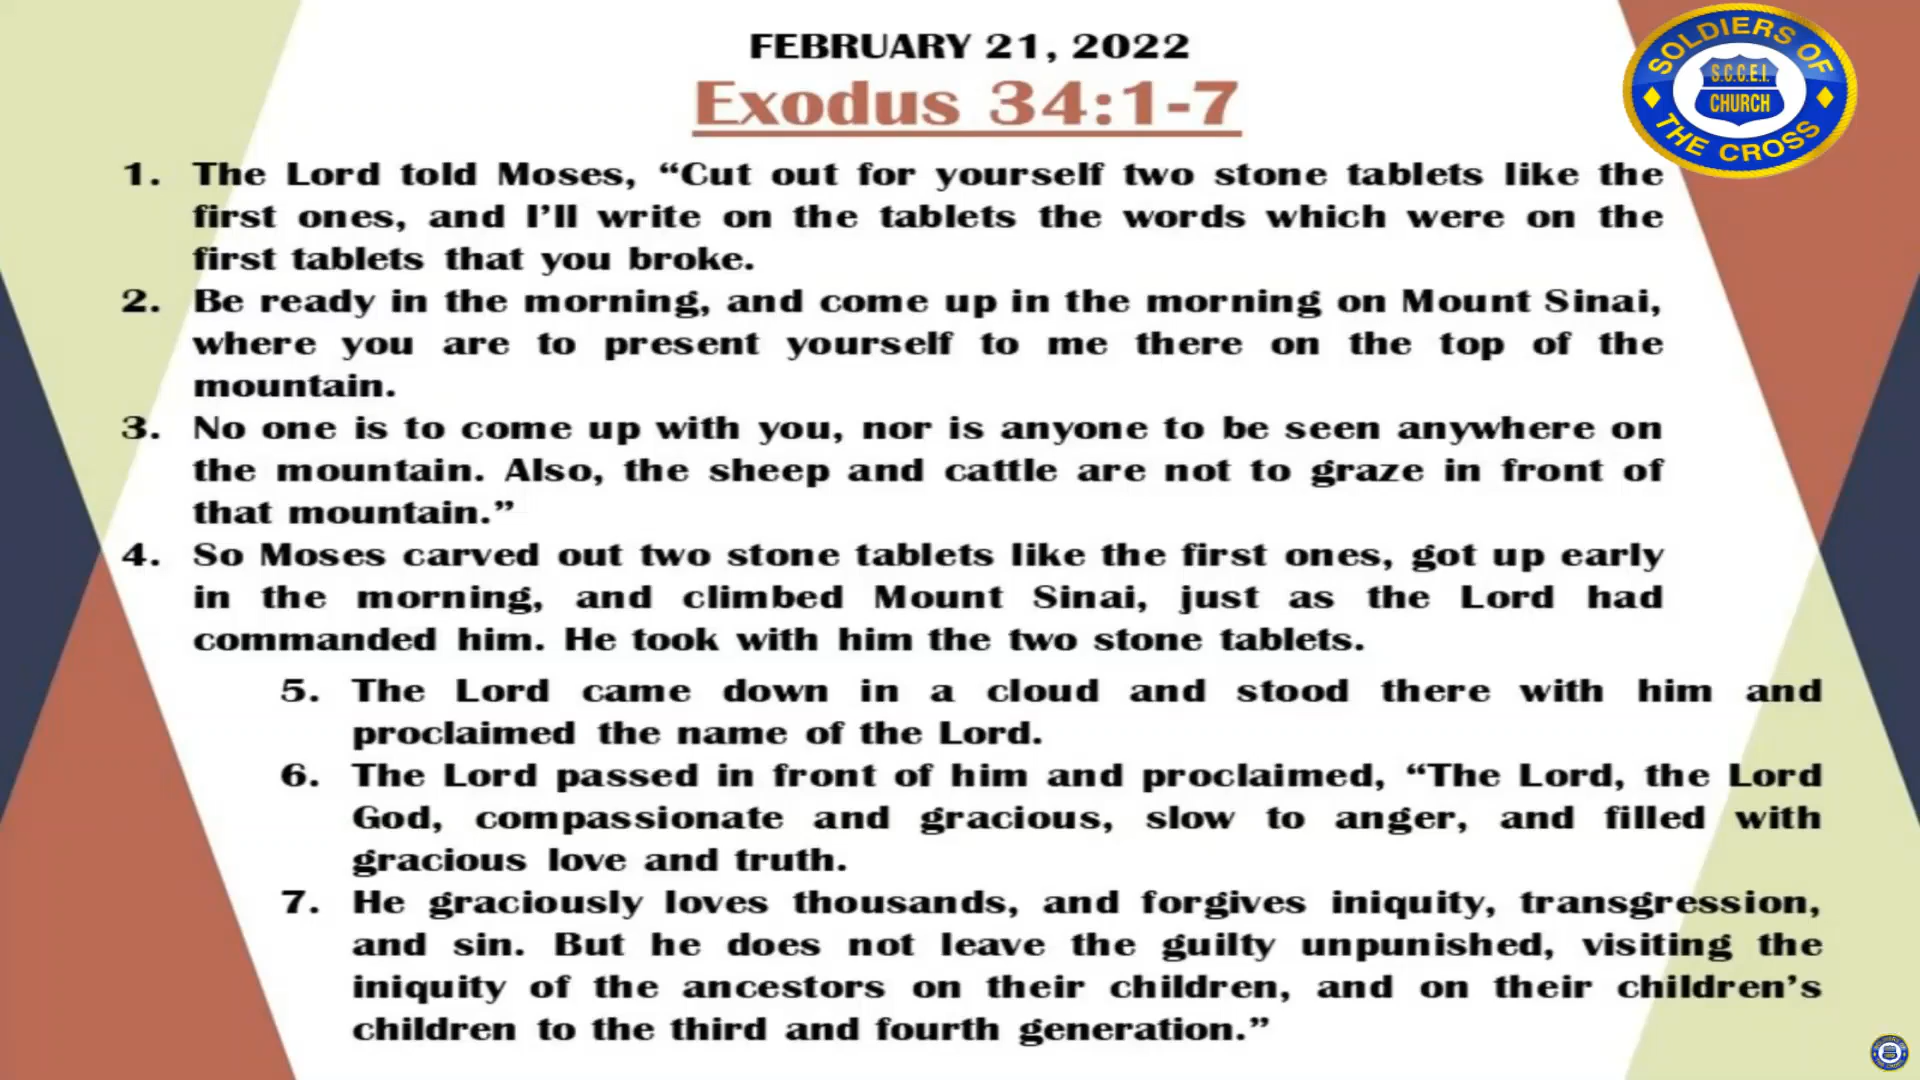 FEBRUARY 21, 2022
Exodus 34:1-7
SOLDIERS OF
S.C.C.E.I.
CHURCH
THE CROSS
1. The Lord told Moses, “Cut out for yourself two stone tablets like the
first ones, and I’ll write on the tablets the words which were on the
first tablets that you broke.
2. Be ready in the morning, and come up in the morning on Mount Sinai,
where you are to present yourself to me there on the top of the
mountain.
3. No one is to come up with you, nor is anyone to be seen anywhere on
the mountain. Also, the sheep and cattle are not to graze in front of
that mountain.”
4. So Moses carved out two stone tablets like the first ones, got up early
in the morning, and climbed Mount Sinai, just as the Lord had
commanded him. He took with him the two stone tablets.
5. The Lord came down in a cloud and stood there with him and
proclaimed the name of the Lord.
6. The Lord passed in front of him and proclaimed, “The Lord, the Lord
God, compassionate and gracious, slow to anger, and filled with
gracious love and truth.
7. He graciously loves thousands, and forgives iniquity, transgression,
and sin. But he does not leave the guilty unpunished, visiting the
iniquity of the ancestors on their children, and on their children’s
children to the third and fourth generation.”